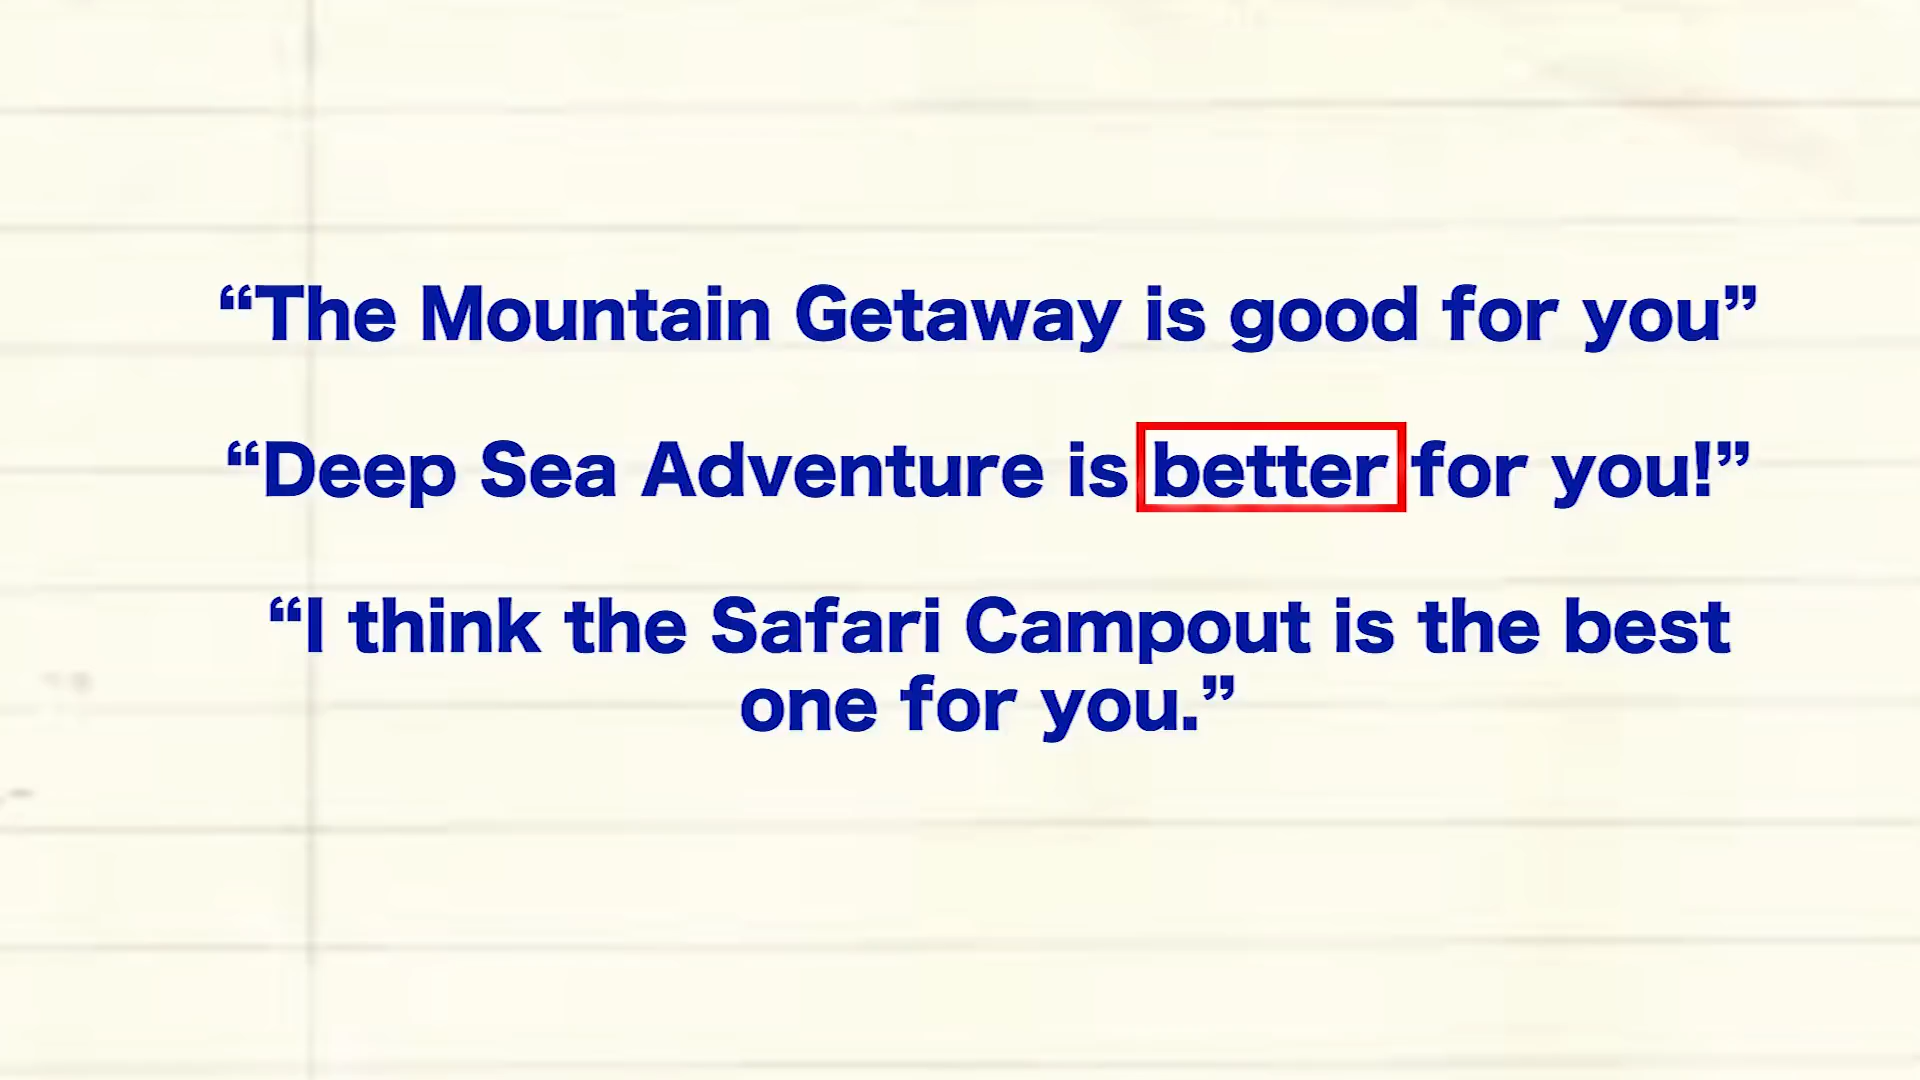 “The Mountain Getaway is good for you”
“Deep Sea Adventure is better for you!”
“I think the Safari Campout is the best
one for you.”